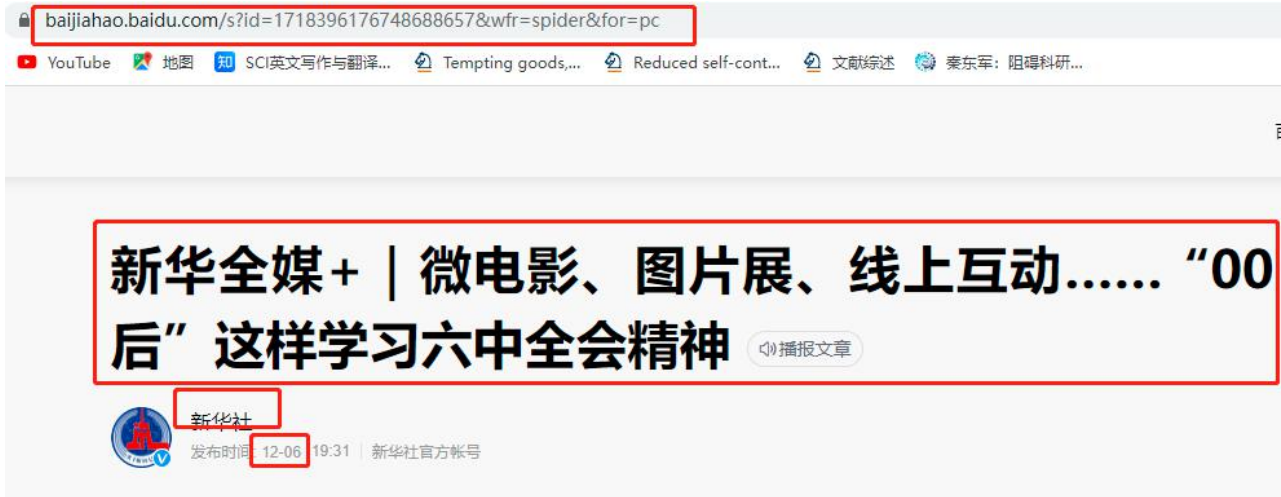 baijiahao.baidu.com/s?id=1718396176748688657&wfr=spider&for=pc
YouTube 地图 知 SCI英文写作与翻译... Tempting goods,... Reduced self-cont... 文献综述 秦东军：阻碍科研...
新华全媒+｜微电影、图片展、线上互动……“00
后”这样学习六中全会精神 播报文章
新华社
发布时间: 12-06 19:31 新华社官方帐号